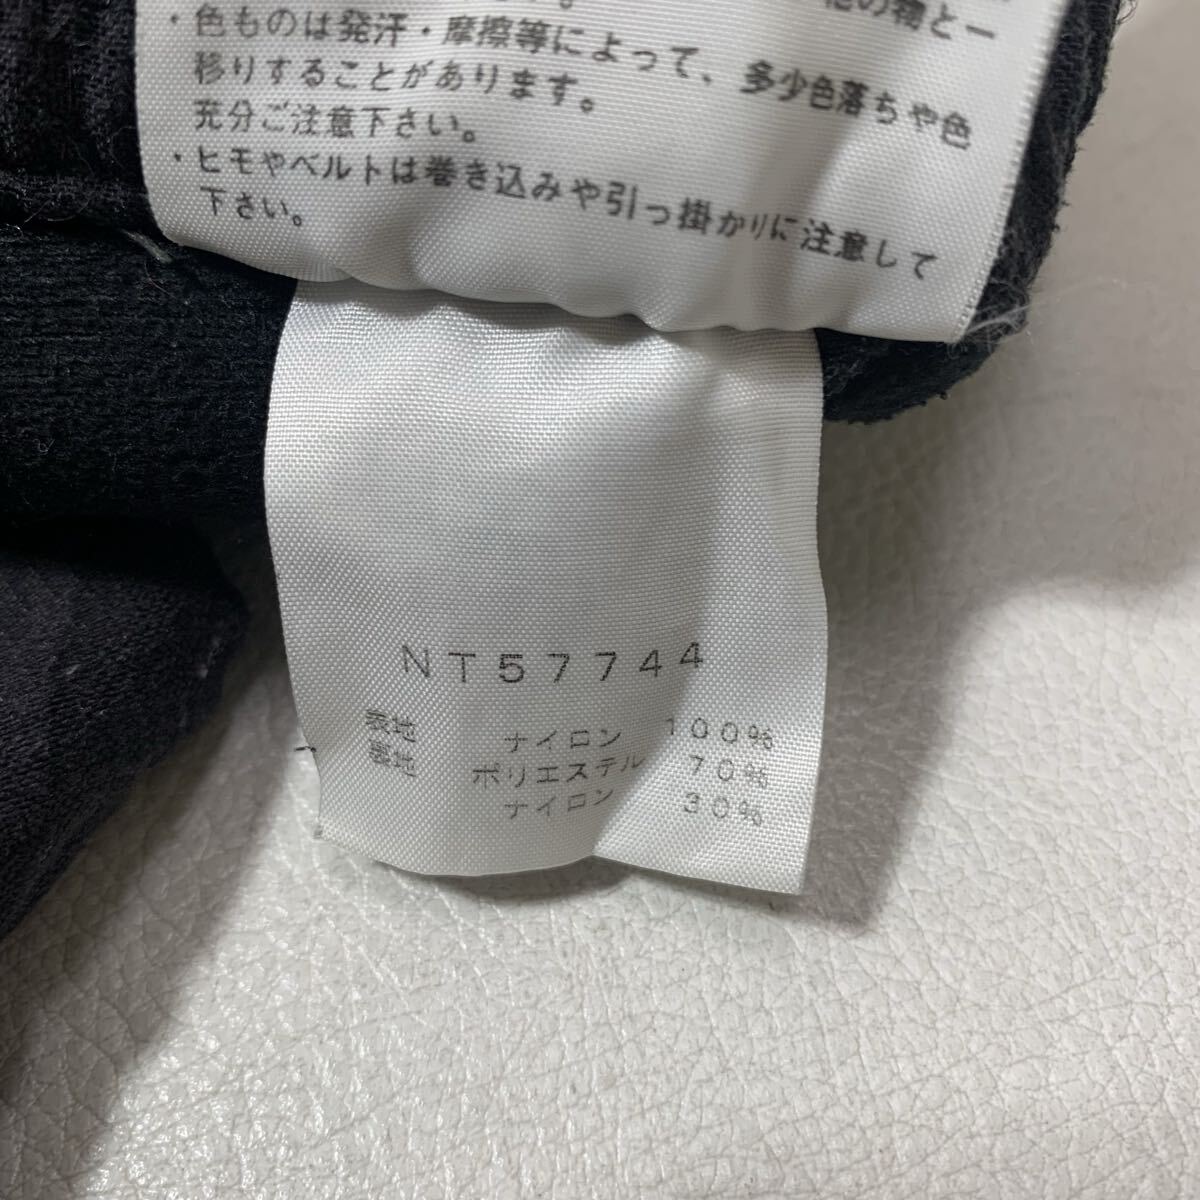 他の物と一
・色ものは発汗・摩擦等によって、多少色落ちや色
移りすることがあります。
充分ご注意下さい。
・ヒモやベルトは巻き込みや引っ掛かりに注意して
下さい。
NT57744
表地 ナイロン 100%
裏地 ポリエステル 70%
ナイロン 30%